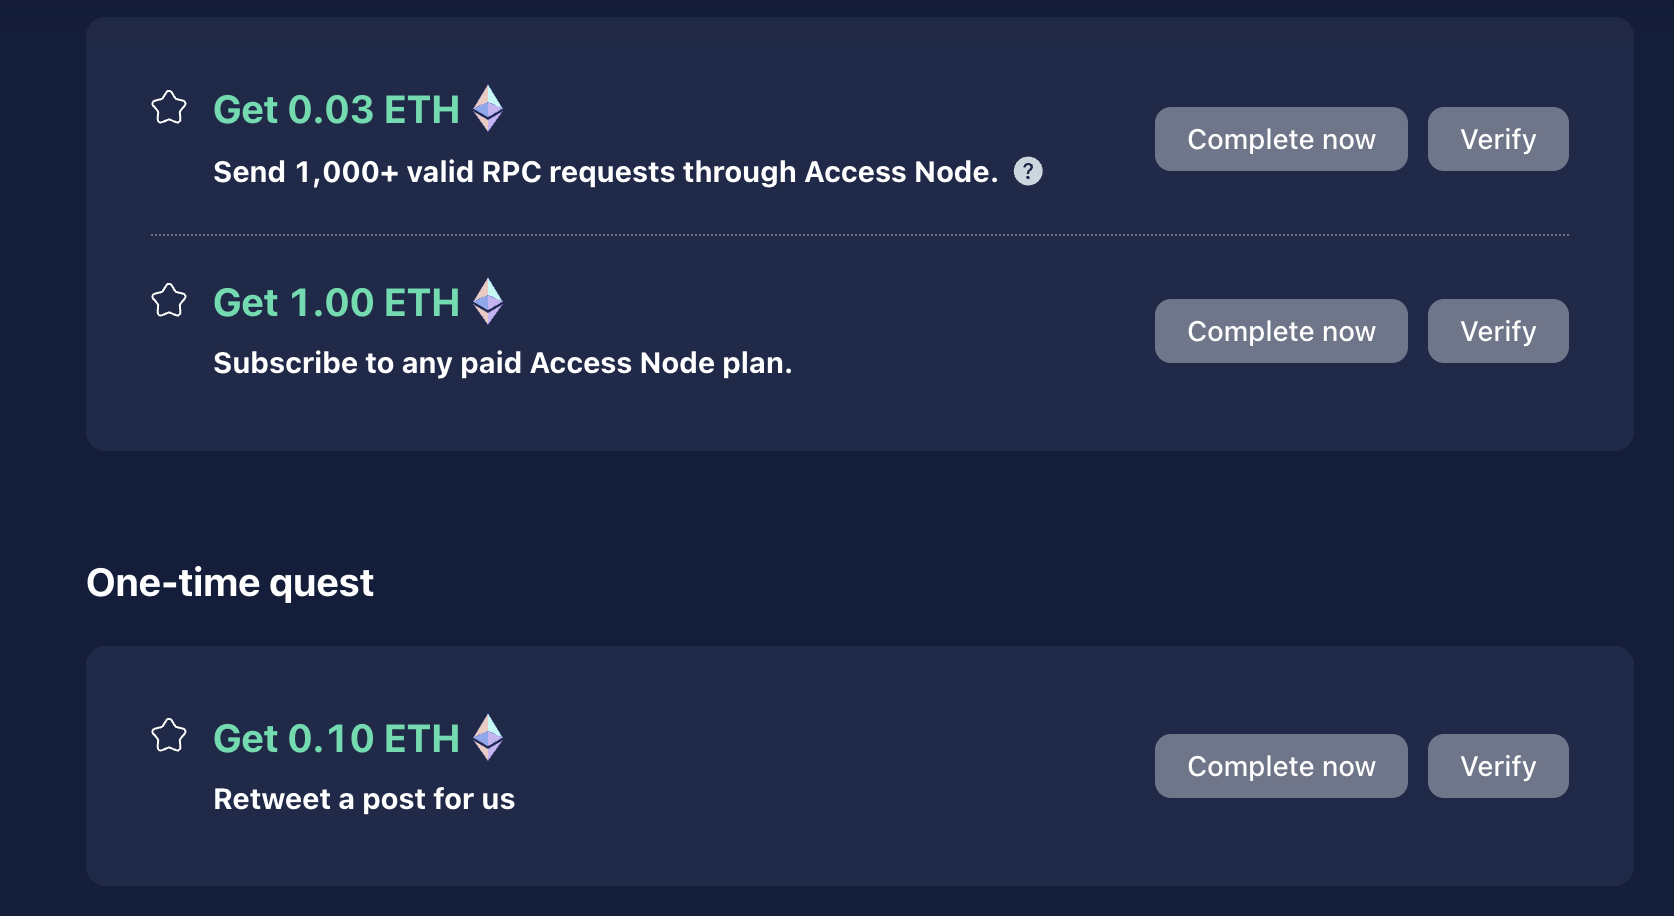 Get 0.03 ETH
Complete now
Verify
Send 1,000+ valid RPC requests through Access Node. ?
Get 1.00 ETH
Complete now
Verify
Subscribe to any paid Access Node plan.
One-time quest
Get 0.10 ETH
Complete now
Verify
Retweet a post for us